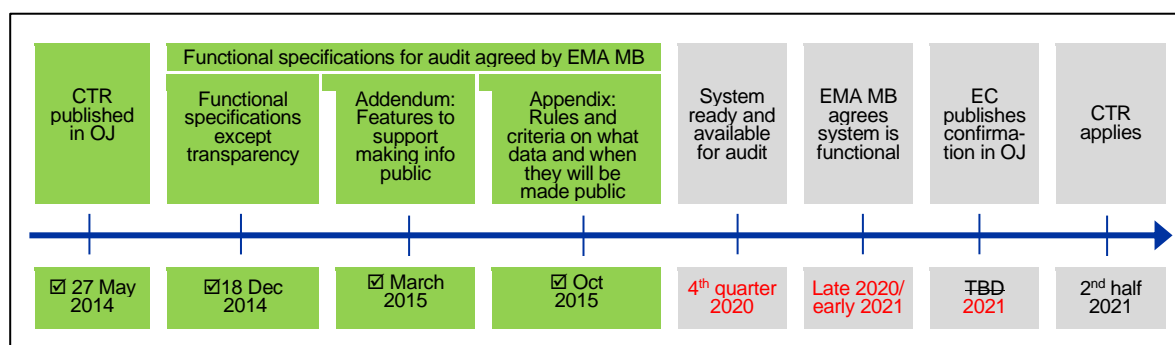 Functional specifications for audit agreed by EMA MB
CTR
published
in OJ
Functional
specifications
except
transparency
Addendum:
Features to
support
making info
public
Appendix:
Rules and
criteria on what
data and when
they will be
made public
System
ready and
available
for audit
EMA MB
agrees
system is
functional
EC
publishes
confirma-
tion in OJ
CTR
applies
☑ 27 May
2014
☑18 Dec
2014
☑ March
2015
☑ Oct
2015
4th quarter
2020
Late 2020/
early 2021
TBD
2021
2nd half
2021